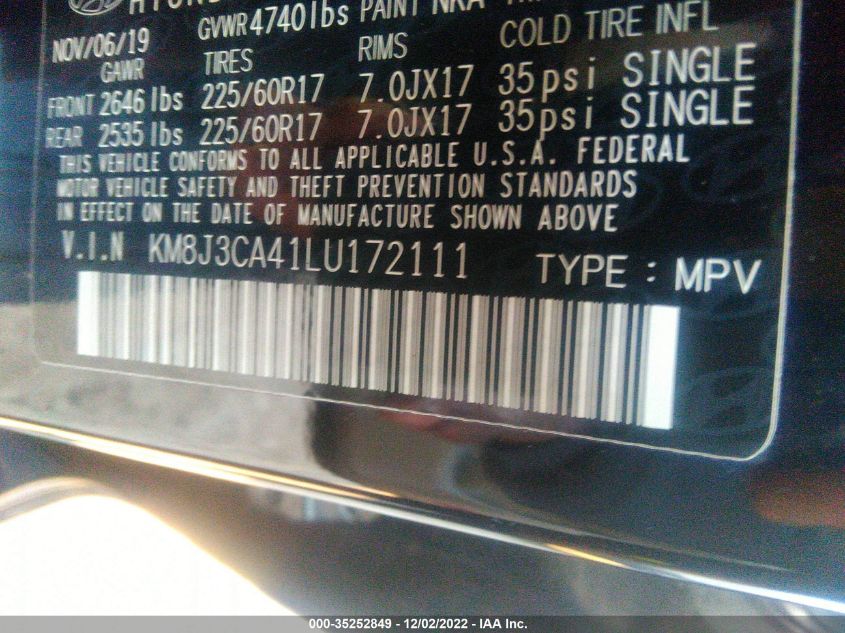 GVWR 4740 lbs PAINT NRA
NOV/06/19
GAWR TIRES RIMS COLD TIRE INFL
FRONT 2646 lbs 225/60R17 7.0JX17 35psi SINGLE
REAR 2535 lbs 225/60R17 7.0JX17 35psi SINGLE
THIS VEHICLE CONFORMS TO ALL APPLICABLE U.S.A. FEDERAL
MOTOR VEHICLE SAFETY AND THEFT PREVENTION STANDARDS
IN EFFECT ON THE DATE OF MANUFACTURE SHOWN ABOVE
V.I.N KM8J3CA41LU172111 TYPE : MPV
000-35252849 - 12/02/2022 - IAA Inc.